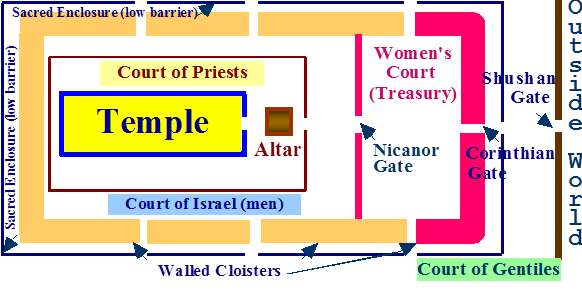 Sacred Enclosure (low barrier)
Sacred Enclosure (low barrier)
Court of Priests
Temple
Altar
Court of Israel (men)
Women's
Court
(Treasury)
Nicanor
Gate
Corinthian
Gate
Shushan
Gate
Outside World
Walled Cloisters
Court of Gentiles